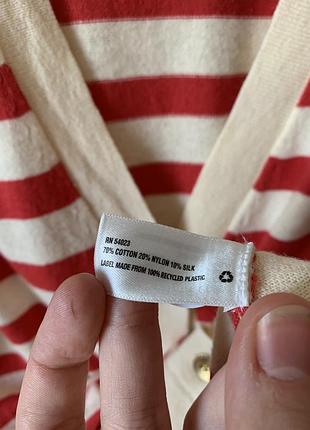 RN 54023
70% COTTON 20% NYLON 10% SILK
LABEL MADE FROM 100% RECYCLED PLASTIC